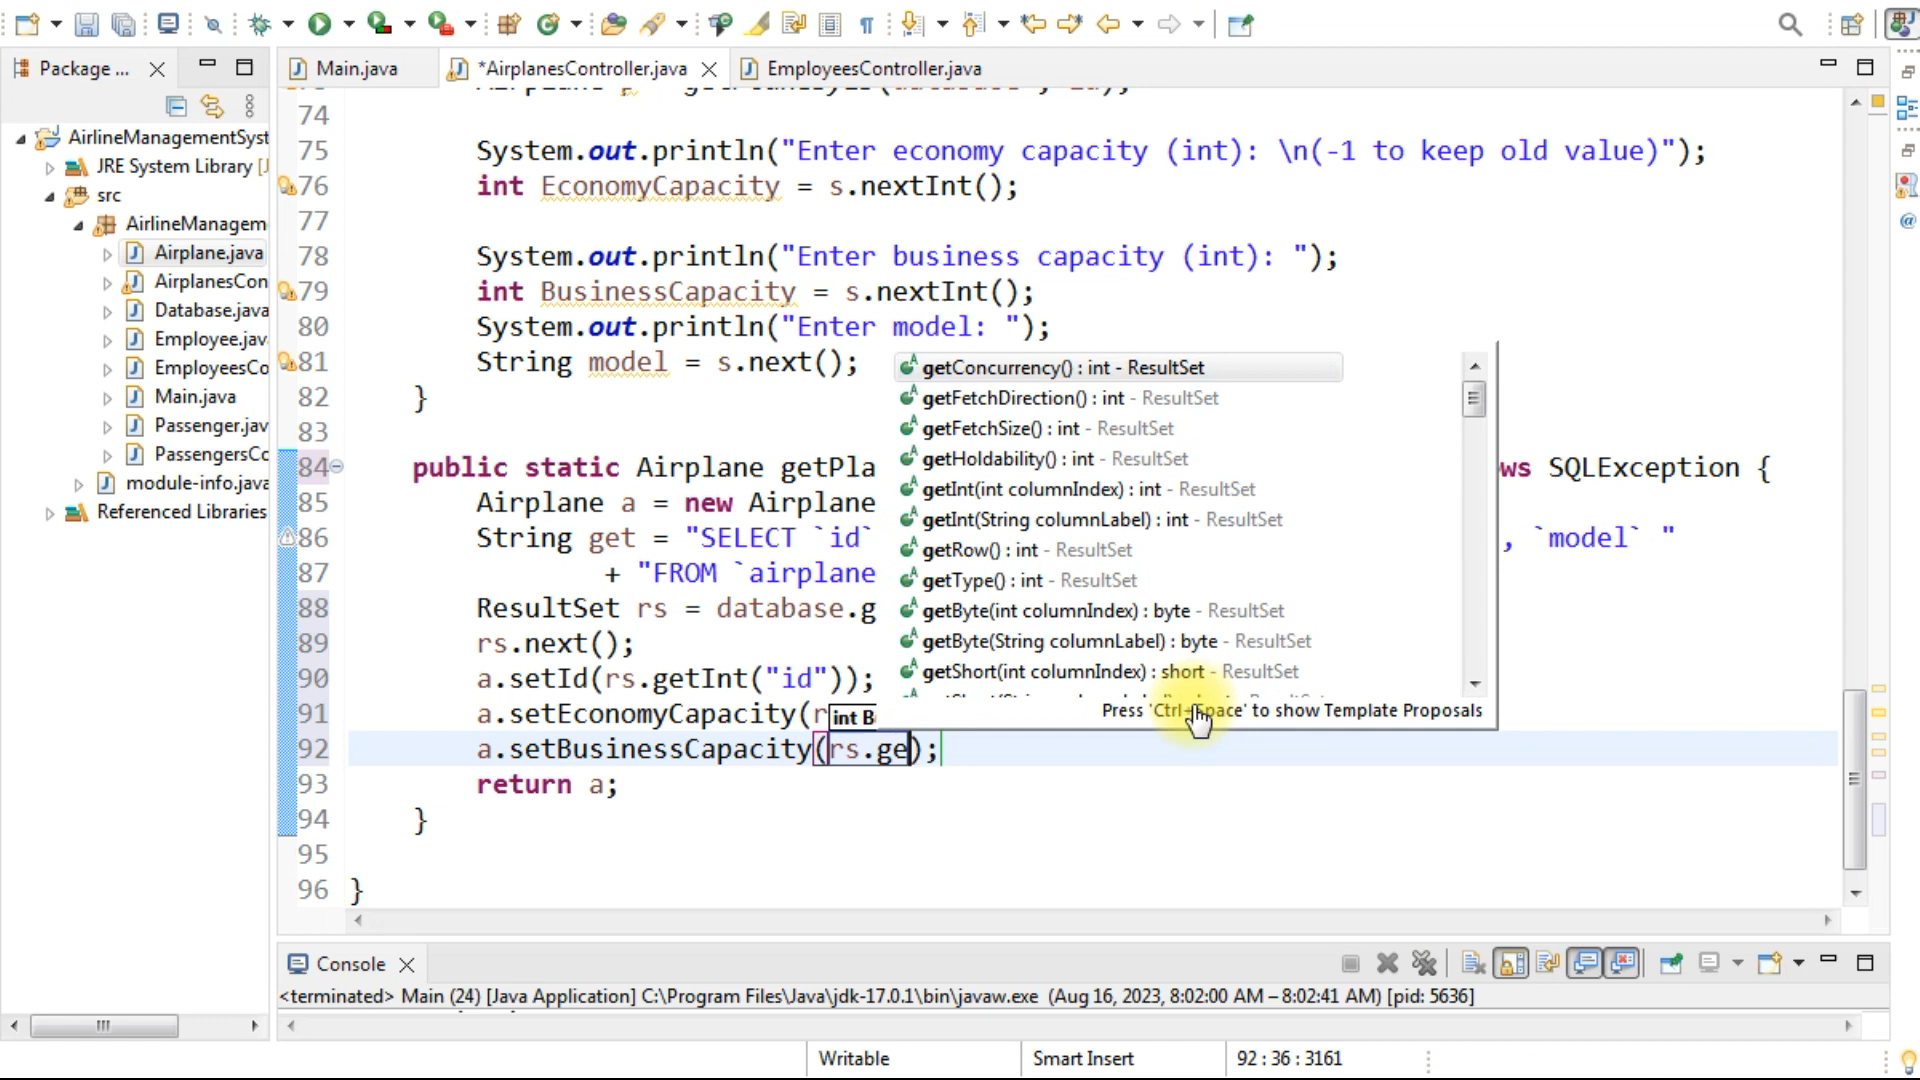 Package ...
Main.java
*AirplanesController.java
EmployeesController.java
AirlineManagementSyst
JRE System Library [J
src
AirlineManagem
Airplane.java
AirplanesCon
Database.java
Employee.jav
EmployeesCo
Main.java
Passenger.jav
PassengersCo
module-info.java
Referenced Libraries
74
75 System.out.println("Enter economy capacity (int): \n(-1 to keep old value)");
76 int EconomyCapacity = s.nextInt();
77
78 System.out.println("Enter business capacity (int): ");
79 int BusinessCapacity = s.nextInt();
80 System.out.println("Enter model: ");
81 String model = s.next();
82 }
83
84 public static Airplane getPla ws SQLException {
85 Airplane a = new Airplane
86 String get = "SELECT `id` , `model` "
87 + "FROM `airplane
88 ResultSet rs = database.g
89 rs.next();
90 a.setId(rs.getInt("id"));
91 a.setEconomyCapacity(r
92 a.setBusinessCapacity(rs.ge);
93 return a;
94 }
95
96 }
int B
getConcurrency() : int - ResultSet
getFetchDirection() : int - ResultSet
getFetchSize() : int - ResultSet
getHoldability() : int - ResultSet
getInt(int columnIndex) : int - ResultSet
getInt(String columnLabel) : int - ResultSet
getRow() : int - ResultSet
getType() : int - ResultSet
getByte(int columnIndex) : byte - ResultSet
getByte(String columnLabel) : byte - ResultSet
getShort(int columnIndex) : short - ResultSet
Press 'Ctrl+Space' to show Template Proposals
Console
<terminated> Main (24) [Java Application] C:\Program Files\Java\jdk-17.0.1\bin\javaw.exe (Aug 16, 2023, 8:02:00 AM – 8:02:41 AM) [pid: 5636]
Writable
Smart Insert
92 : 36 : 3161